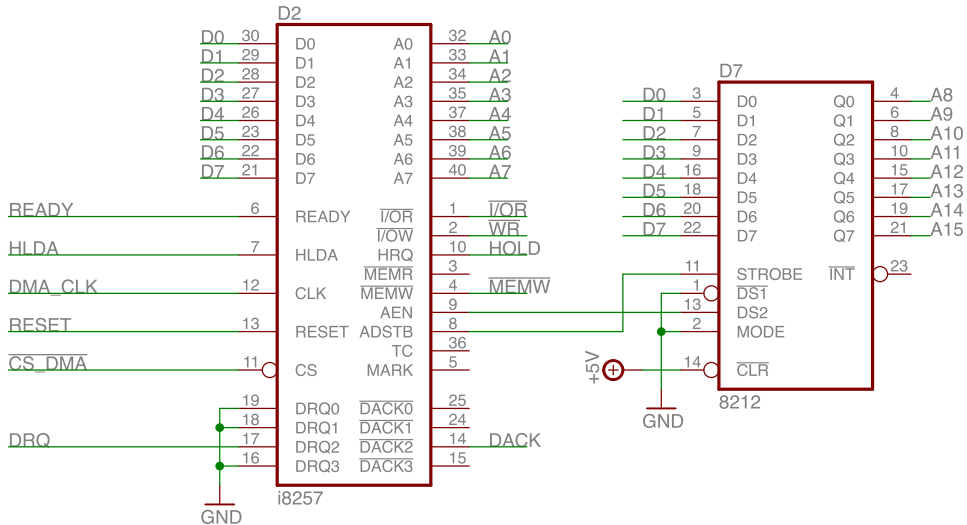 D2
D0 30 D0 A0 32 A0
D1 29 D1 A1 33 A1
D2 28 D2 A2 34 A2
D3 27 D3 A3 35 A3
D4 26 D4 A4 37 A4
D5 23 D5 A5 38 A5
D6 22 D6 A6 39 A6
D7 21 D7 A7 40 A7
READY 6 READY I/OR 1 I/OR
I/OW 2 WR
HLDA 7 HLDA HRQ 10 HOLD
MEMR 3
DMA_CLK 12 CLK MEMW 4 MEMW
AEN 9
RESET 13 RESET ADSTB 8
TC 36
CS_DMA 11 CS MARK 5
19 DRQ0 DACK0 25
18 DRQ1 DACK1 24
DRQ 17 DRQ2 DACK2 14 DACK
16 DRQ3 DACK3 15
i8257
GND
D7
D0 3 D0 Q0 4 A8
D1 5 D1 Q1 6 A9
D2 7 D2 Q2 8 A10
D3 9 D3 Q3 10 A11
D4 16 D4 Q4 15 A12
D5 18 D5 Q5 17 A13
D6 20 D6 Q6 19 A14
D7 22 D7 Q7 21 A15
11 STROBE INT 23
1 DS1
13 DS2
2 MODE
+5V 14 CLR
8212
GND